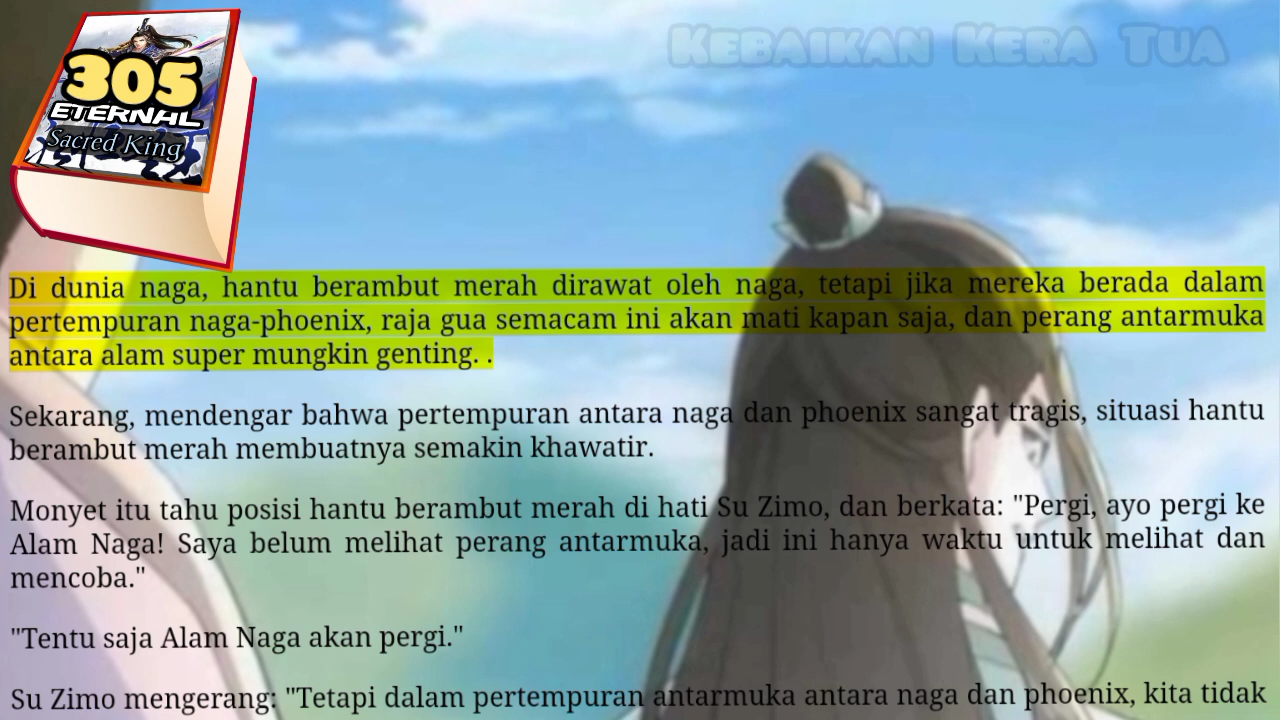 305
ETERNAL
Sacred King
KEBAIKAN KERA TUA
Di dunia naga, hantu berambut merah dirawat oleh naga, tetapi jika mereka berada dalam
pertempuran naga-phoenix, raja gua semacam ini akan mati kapan saja, dan perang antarmuka
antara alam super mungkin genting. .
Sekarang, mendengar bahwa pertempuran antara naga dan phoenix sangat tragis, situasi hantu
berambut merah membuatnya semakin khawatir.
Monyet itu tahu posisi hantu berambut merah di hati Su Zimo, dan berkata: "Pergi, ayo pergi ke
Alam Naga! Saya belum melihat perang antarmuka, jadi ini hanya waktu untuk melihat dan
mencoba."
"Tentu saja Alam Naga akan pergi."
Su Zimo mengerang: "Tetapi dalam pertempuran antarmuka antara naga dan phoenix, kita tidak